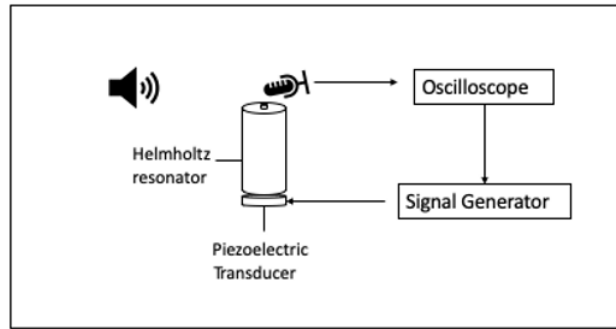 Oscilloscope
Helmholtz
resonator
Signal Generator
Piezoelectric
Transducer